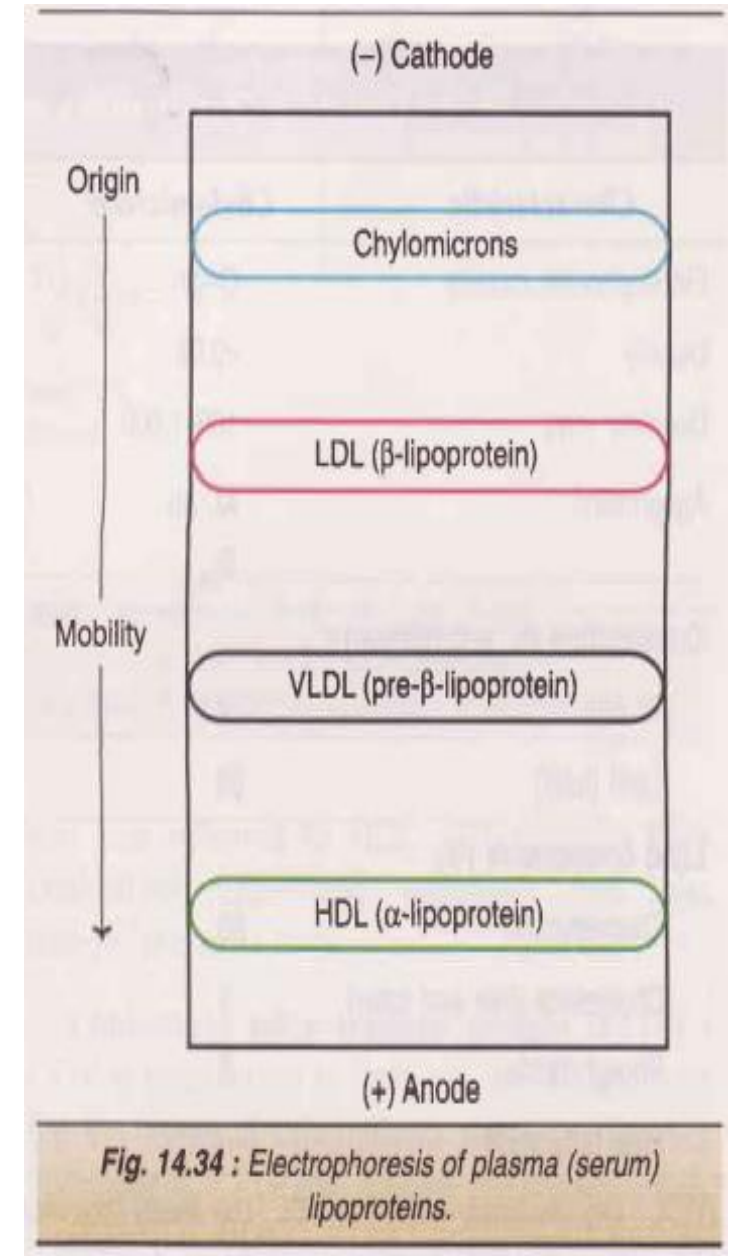 (–) Cathode
Origin
Chylomicrons
LDL (β-lipoprotein)
Mobility
VLDL (pre-β-lipoprotein)
HDL (α-lipoprotein)
(+) Anode
Fig. 14.34 : Electrophoresis of plasma (serum)
lipoproteins.